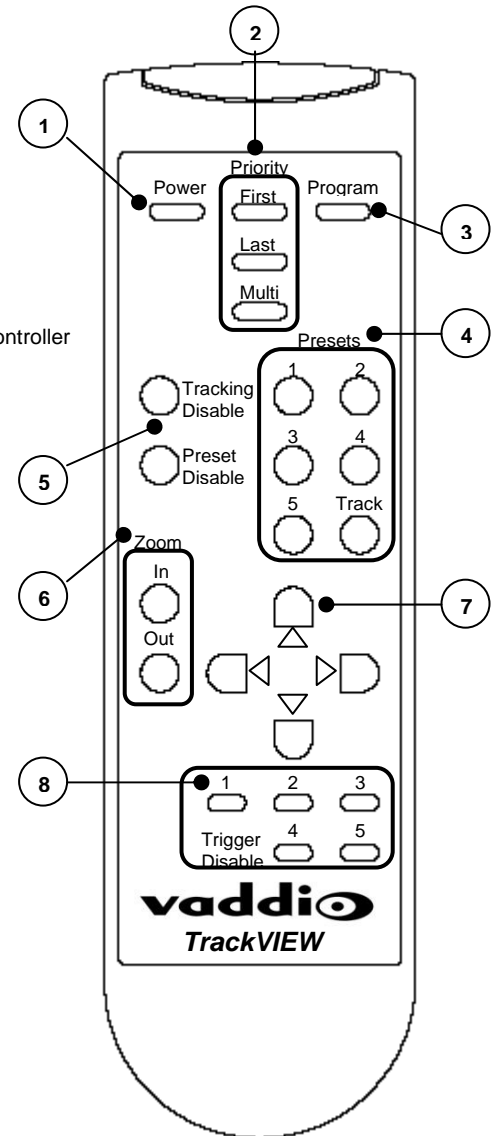 2
1
Priority
Power
First
Program
3
Last
Multi
ontroller
4
Presets
1 2
Tracking
Disable
3 4
5
Preset
Disable
5 Track
Zoom
6
In
7
Out
8
1 2 3
Trigger
Disable
4 5
vaddio
TrackVIEW